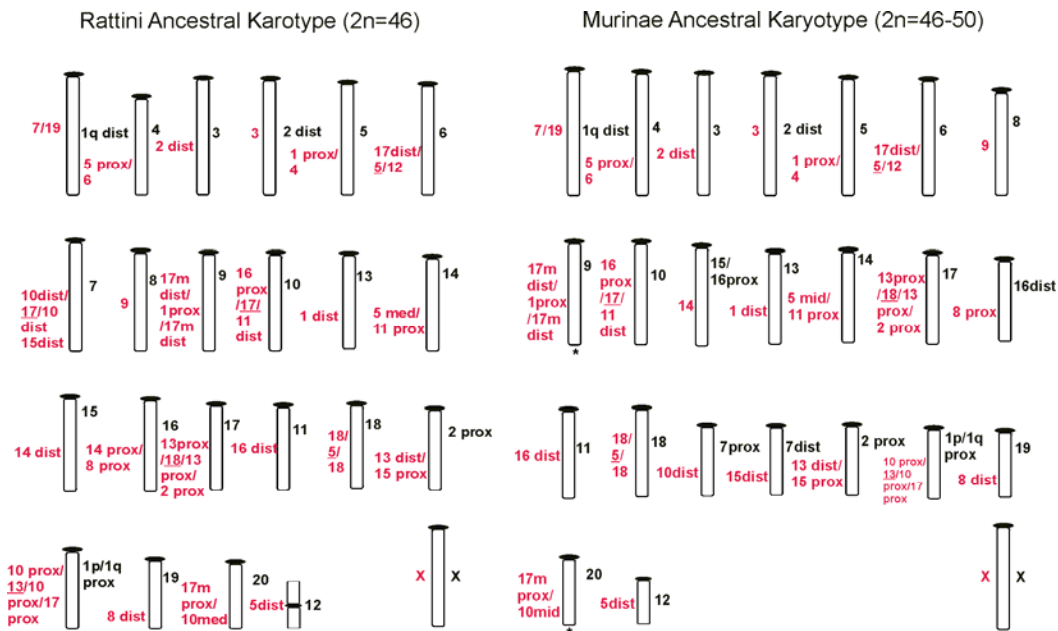 Rattini Ancestral Karotype (2n=46)
Murinae Ancestral Karyotype (2n=46-50)
7/19
1q dist
5 prox/
6
4
2 dist
3
3
2 dist
1 prox/
4
5
17dist/
5/12
6
7/19
1q dist
5 prox/
6
4
2 dist
3
3
2 dist
1 prox/
4
5
17dist/
5/12
6
9
8
10dist/
17/10
dist
15dist
7
9
8
17m
dist/
1prox
/17m
dist
9
16
prox
/17/
11
dist
10
1 dist
13
5 med/
11 prox
14
17m
dist/
1prox/
17m
dist
9
*
16
prox
/17/
11
dist
10
14
15/
16prox
1 dist
13
5 mid/
11 prox
14
13prox
/18/13
prox/
2 prox
17
8 prox
16dist
14 dist
15
14 prox/
8 prox
16
13prox
/18/13
prox/
2 prox
17
16 dist
11
18/
5/
18
18
13 dist/
15 prox
2 prox
16 dist
11
18/
5/
18
18
10dist
7prox
15dist
7dist
13 dist/
15 prox
2 prox
10 prox/
13/10
prox/17
prox
1p/1q
prox
8 dist
19
10 prox/
13/10
prox/17
prox
1p/1q
prox
8 dist
19
17m
prox/
10med
20
5dist
12
X
X
17m
prox/
10mid
20
*
5dist
12
X
X